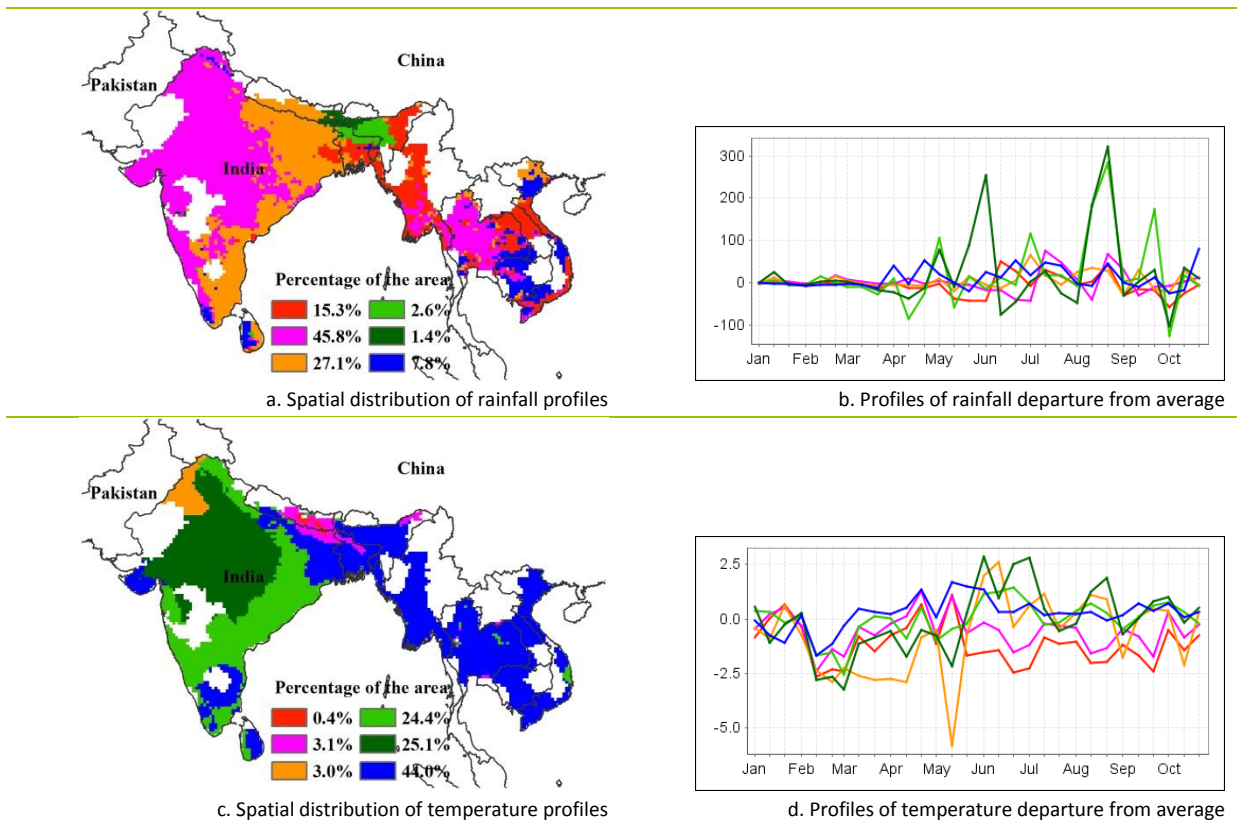 China
Pakistan
India
Percentage of the area
15.3% 2.6%
45.8% 1.4%
27.1% 7.8%
a. Spatial distribution of rainfall profiles
300
200
100
0
-100
Jan Feb Mar Apr May Jun Jul Aug Sep Oct
b. Profiles of rainfall departure from average
China
Pakistan
India
Percentage of the area
0.4% 24.4%
3.1% 25.1%
3.0% 44.0%
c. Spatial distribution of temperature profiles
2.5
0.0
-2.5
-5.0
Jan Feb Mar Apr May Jun Jul Aug Sep Oct
d. Profiles of temperature departure from average